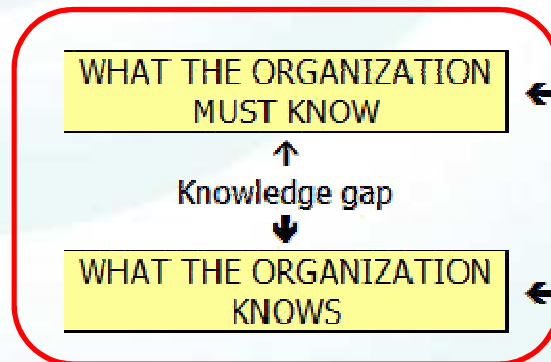 WHAT THE ORGANIZATION
MUST KNOW
Knowledge gap
WHAT THE ORGANIZATION
KNOWS